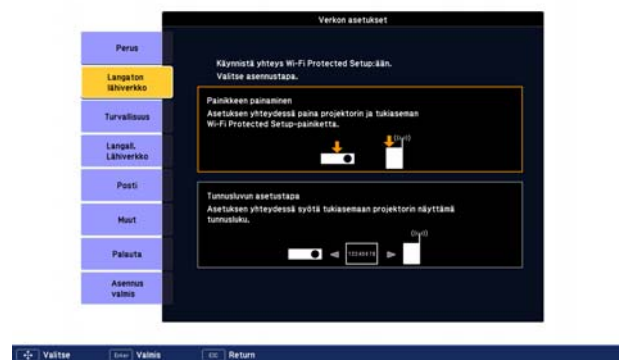 Verkon asetukset
Perus
Langaton
lähiverkko
Turvallisuus
Langall.
Lähiverkko
Posti
Muut
Palauta
Asennus
valmis
Käynnistä yhteys Wi-Fi Protected Setup:ään.
Valitse asennustapa.
Painikkeen painaminen
Asetuksen yhteydessä paina projektorin ja tukiaseman
Wi-Fi Protected Setup-painiketta.
Tunnusluvun asetustapa
Asetuksen yhteydessä syötä tukiasemaan projektorin näyttämä
tunnusluku.
Valitse
Enter Valmis
ESC Return